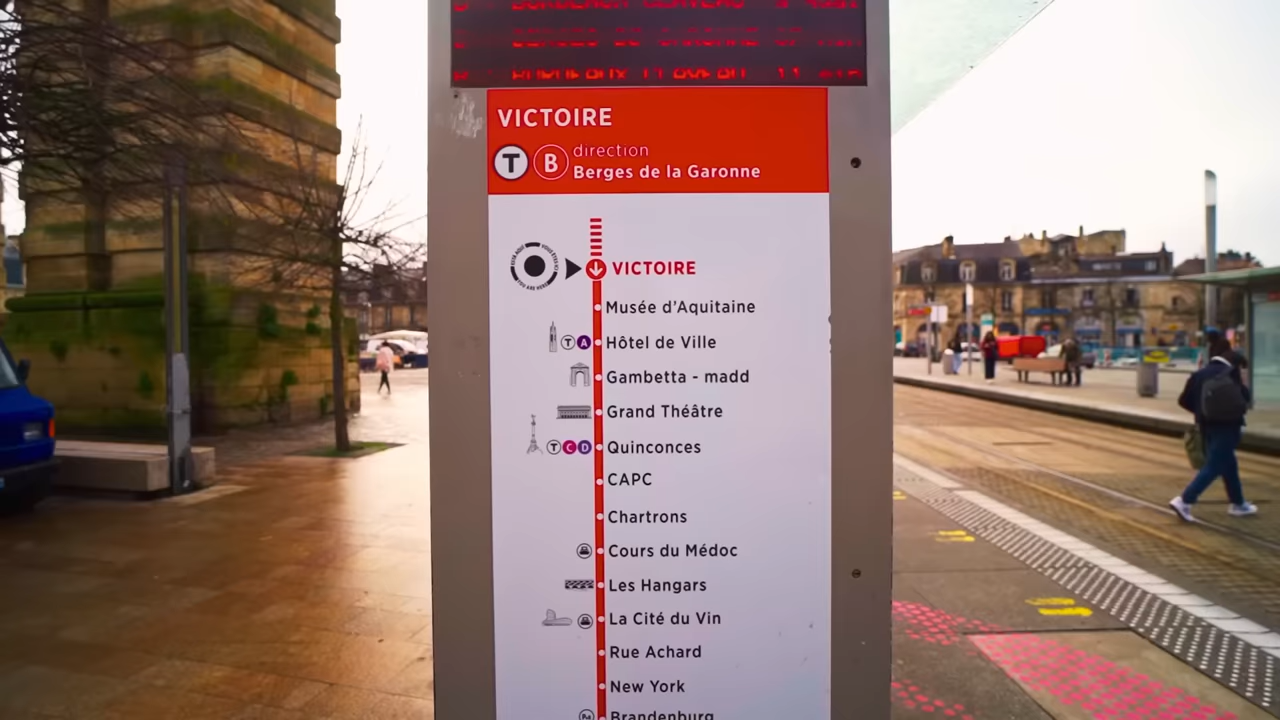 VICTOIRE
T B direction
Berges de la Garonne
VICTOIRE
Musée d'Aquitaine
T A Hôtel de Ville
Gambetta - madd
Grand Théâtre
T C D Quinconces
CAPC
Chartrons
Cours du Médoc
Les Hangars
La Cité du Vin
Rue Achard
New York
Brandenburg